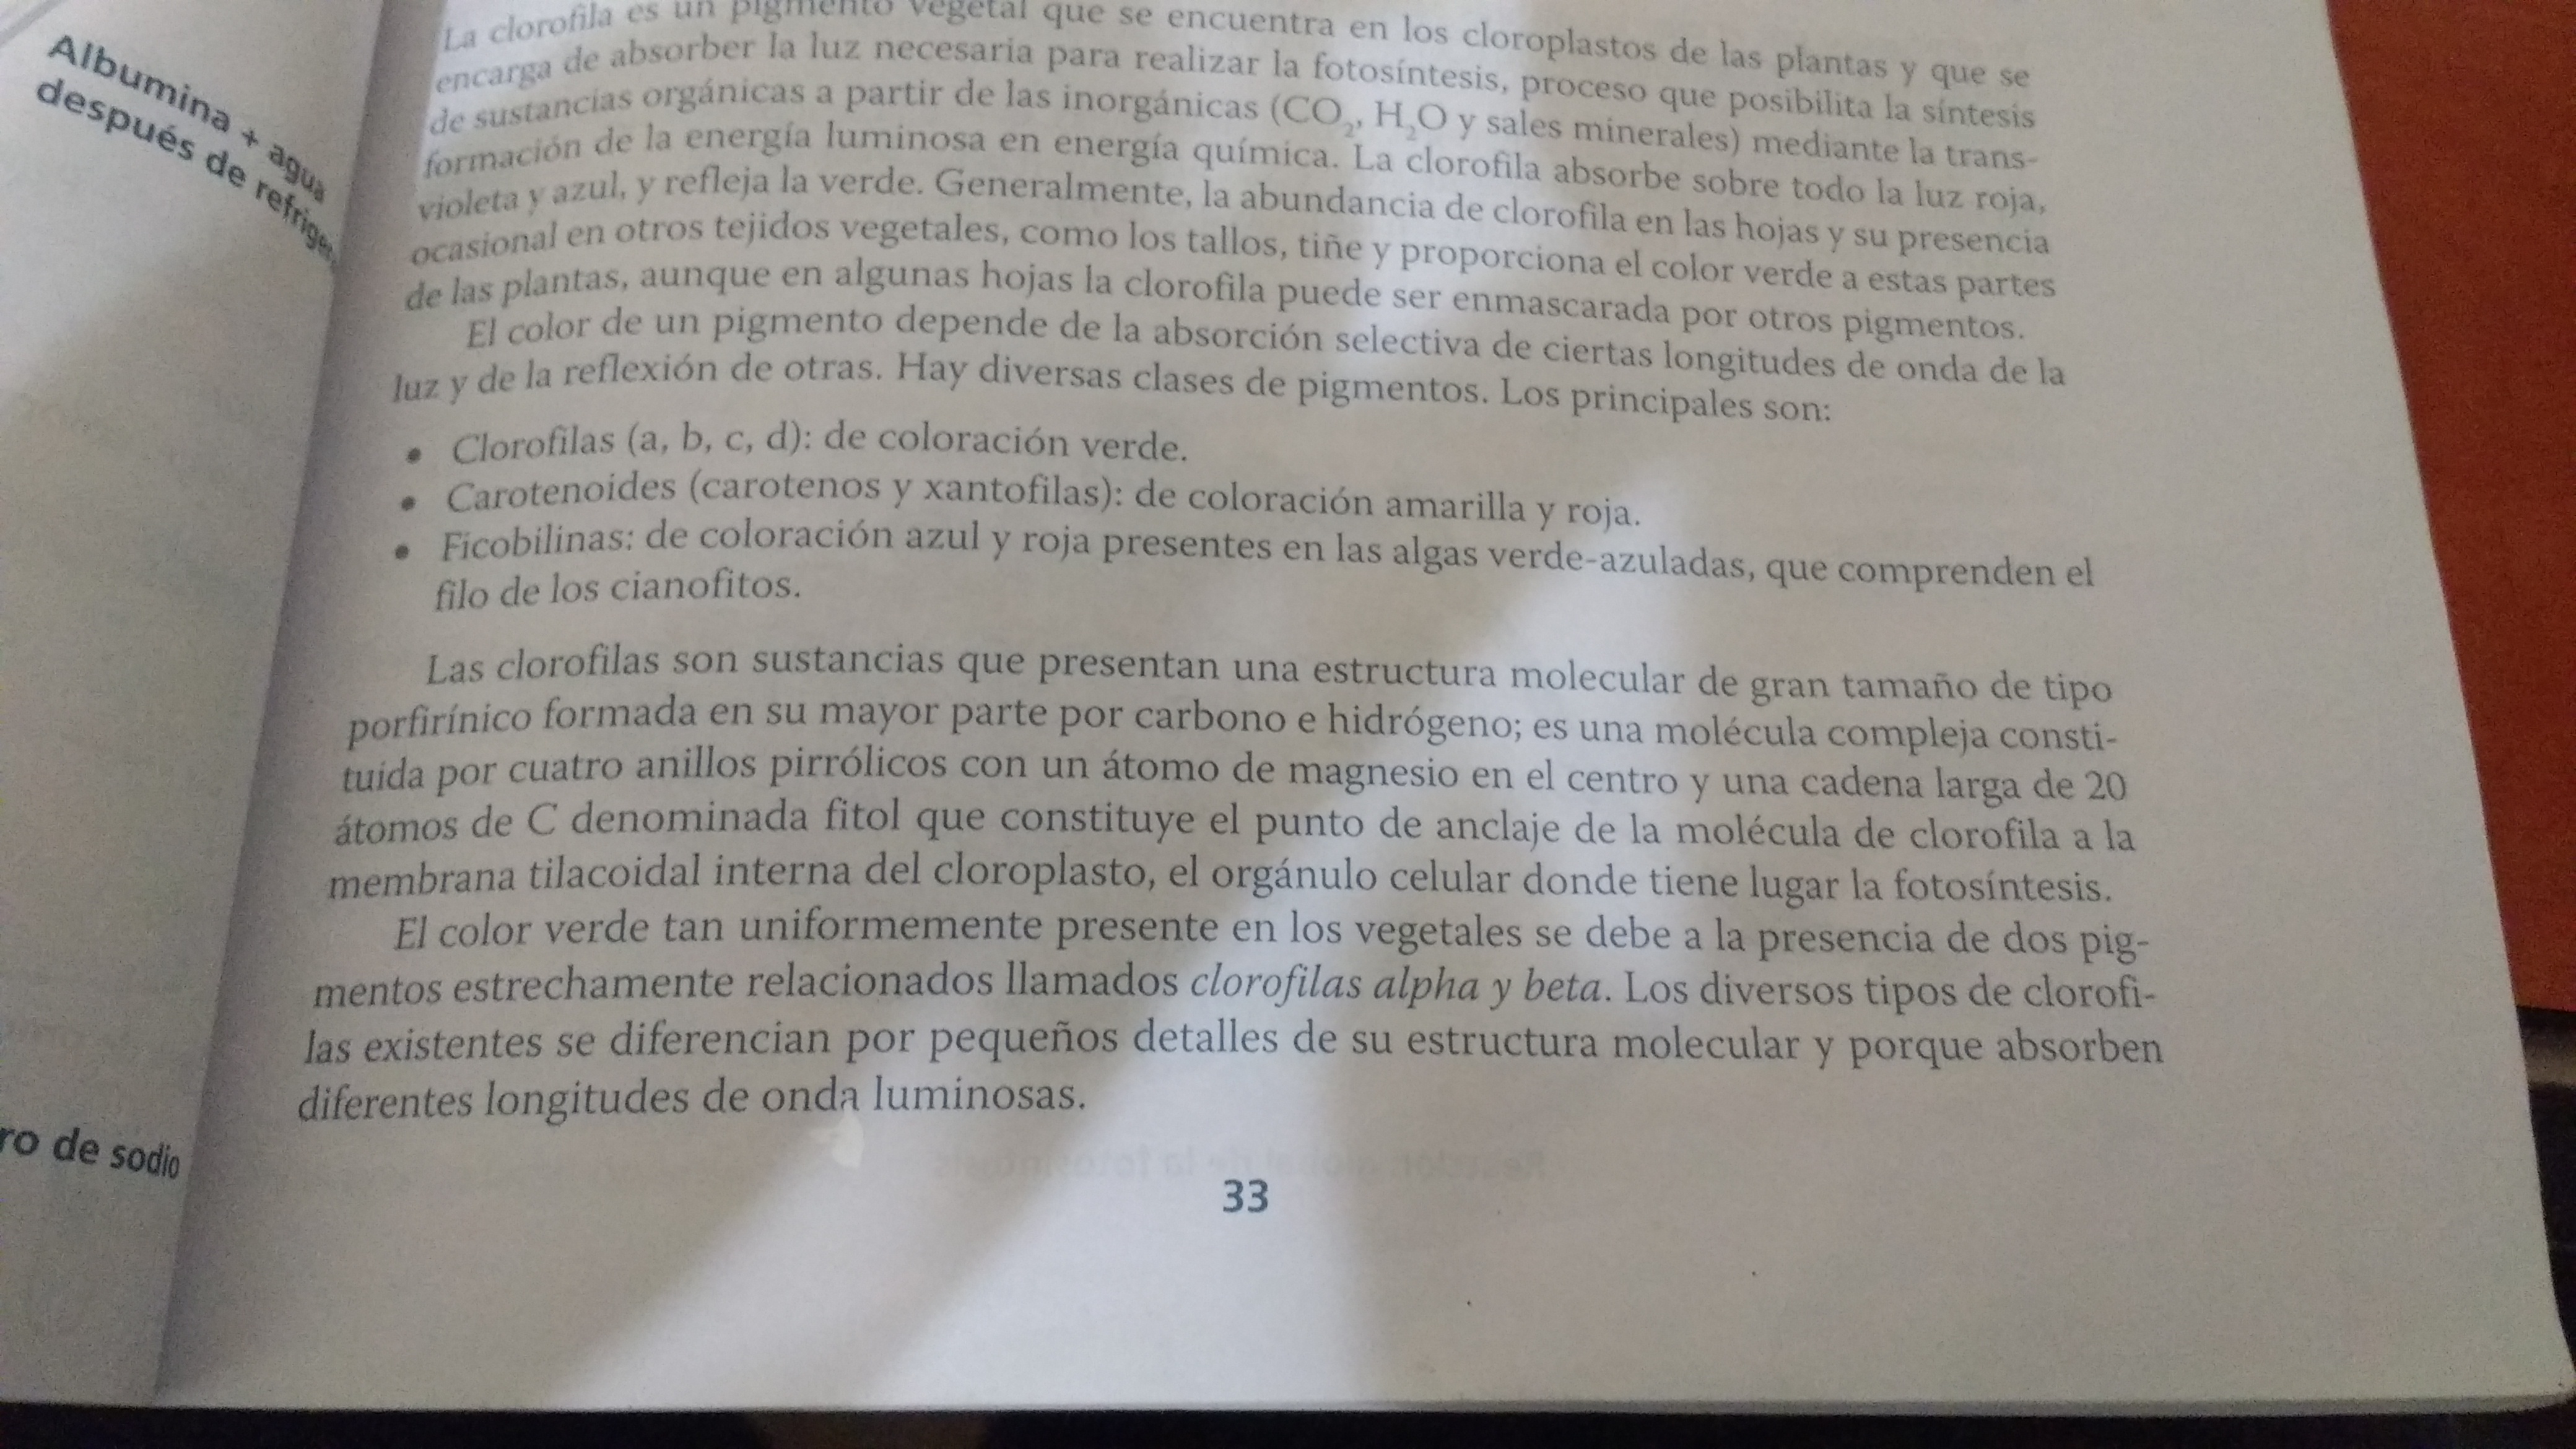 Albumina + agua
después de refriger
ro de sodio
La clorofila es un pigmento vegetal que se encuentra en los cloroplastos de las plantas y que se
encarga de absorber la luz necesaria para realizar la fotosíntesis, proceso que posibilita la síntesis
de sustancias orgánicas a partir de las inorgánicas (CO₂, H₂O y sales minerales) mediante la trans-
formación de la energía luminosa en energía química. La clorofila absorbe sobre todo la luz roja,
violeta y azul, y refleja la verde. Generalmente, la abundancia de clorofila en las hojas y su presencia
ocasional en otros tejidos vegetales, como los tallos, tiñe y proporciona el color verde a estas partes
de las plantas, aunque en algunas hojas la clorofila puede ser enmascarada por otros pigmentos.
El color de un pigmento depende de la absorción selectiva de ciertas longitudes de onda de la
luz y de la reflexión de otras. Hay diversas clases de pigmentos. Los principales son:
• Clorofilas (a, b, c, d): de coloración verde.
• Carotenoides (carotenos y xantofilas): de coloración amarilla y roja.
• Ficobilinas: de coloración azul y roja presentes en las algas verde-azuladas, que comprenden el
filo de los cianofitos.
Las clorofilas son sustancias que presentan una estructura molecular de gran tamaño de tipo
porfirínico formada en su mayor parte por carbono e hidrógeno; es una molécula compleja consti-
tuida por cuatro anillos pirrólicos con un átomo de magnesio en el centro y una cadena larga de 20
átomos de C denominada fitol que constituye el punto de anclaje de la molécula de clorofila a la
membrana tilacoidal interna del cloroplasto, el orgánulo celular donde tiene lugar la fotosíntesis.
El color verde tan uniformemente presente en los vegetales se debe a la presencia de dos pig-
mentos estrechamente relacionados llamados clorofilas alpha y beta. Los diversos tipos de clorofi-
las existentes se diferencian por pequeños detalles de su estructura molecular y porque absorben
diferentes longitudes de onda luminosas.
33